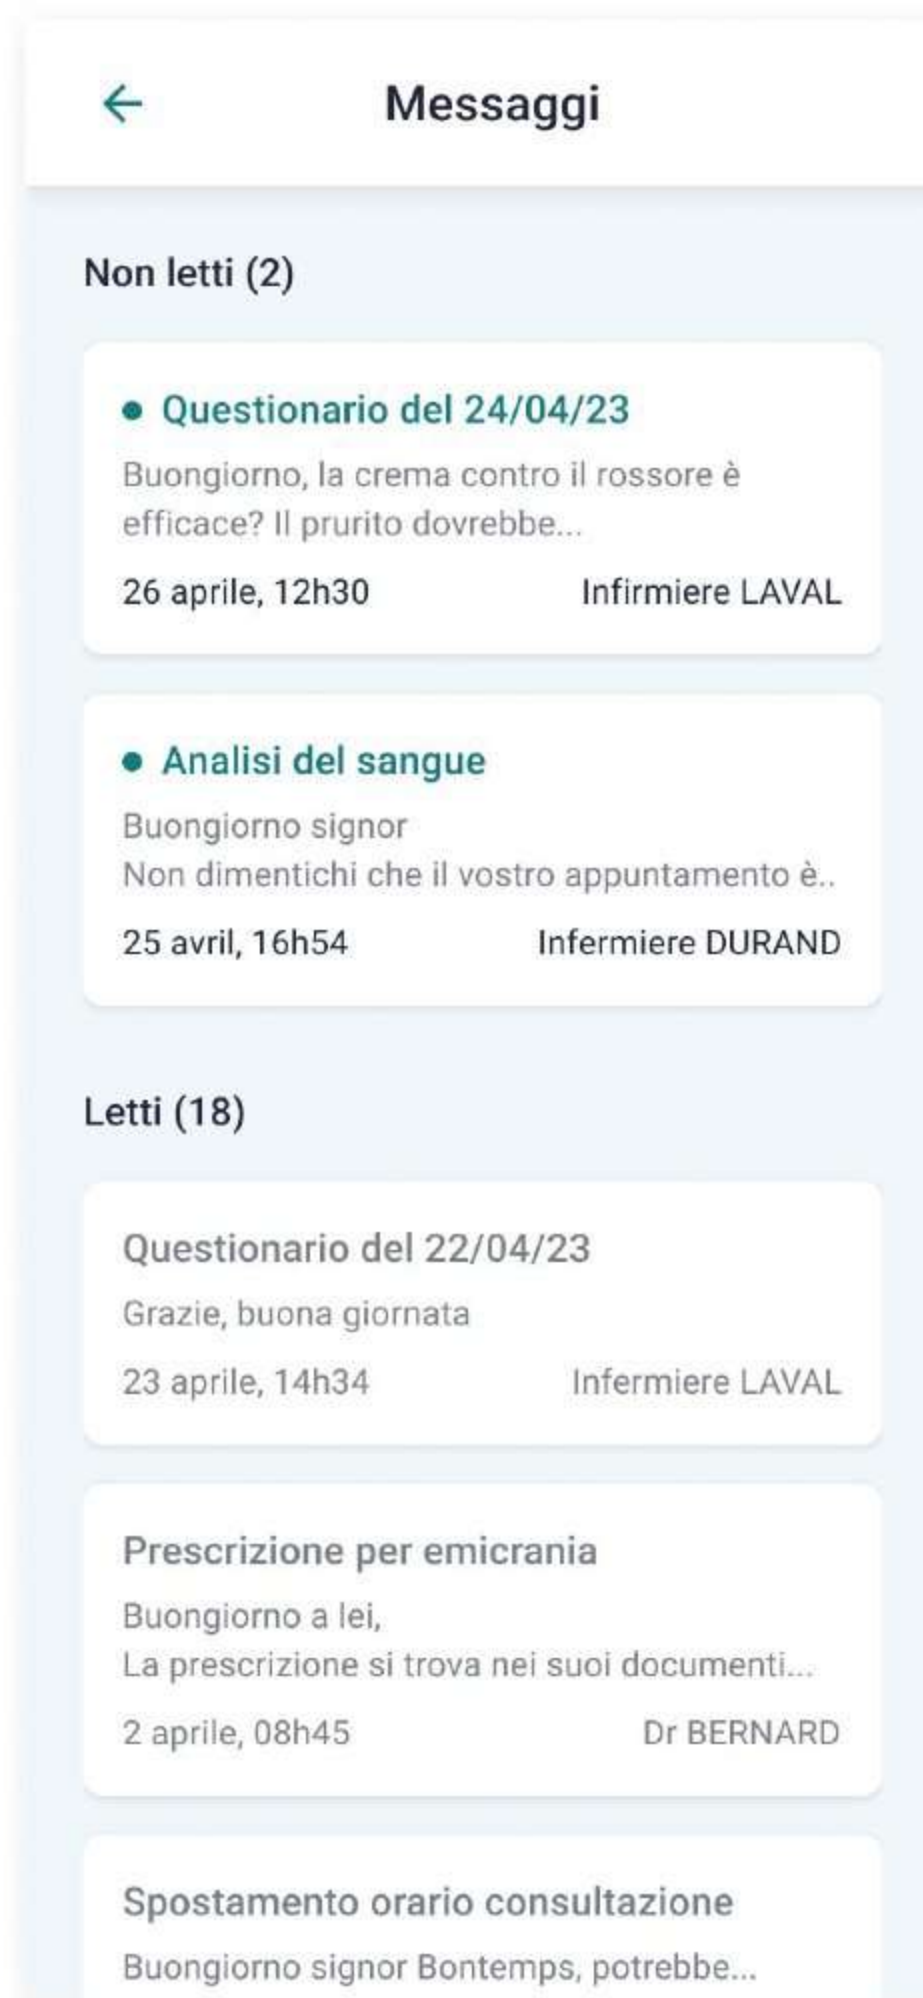 Messaggi
Non letti (2)
Questionario del 24/04/23
Buongiorno, la crema contro il rossore è
efficace? Il prurito dovrebbe...
26 aprile, 12h30 Infirmiere LAVAL
Analisi del sangue
Buongiorno signor
Non dimentichi che il vostro appuntamento è..
25 avril, 16h54 Infermiere DURAND
Letti (18)
Questionario del 22/04/23
Grazie, buona giornata
23 aprile, 14h34 Infermiere LAVAL
Prescrizione per emicrania
Buongiorno a lei,
La prescrizione si trova nei suoi documenti...
2 aprile, 08h45 Dr BERNARD
Spostamento orario consultazione
Buongiorno signor Bontemps, potrebbe...